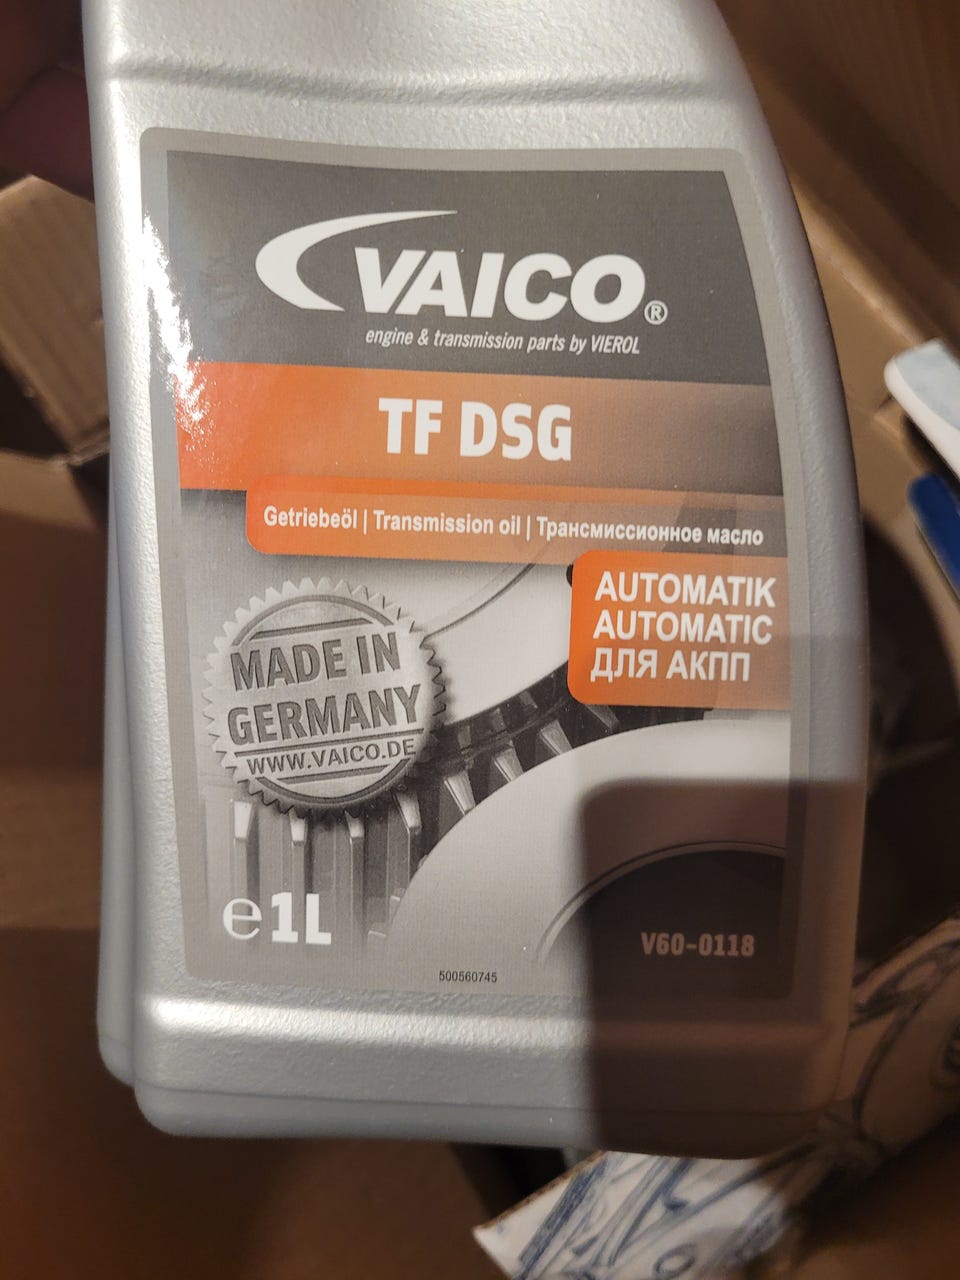 VAICO®
engine & transmission parts by VIEROL
TF DSG
Getriebeöl | Transmission oil | Трансмиссионное масло
AUTOMATIK
AUTOMATIC
ДЛЯ АКПП
MADE IN
GERMANY
WWW.VAICO.DE
e 1L
V60-0118
500560745